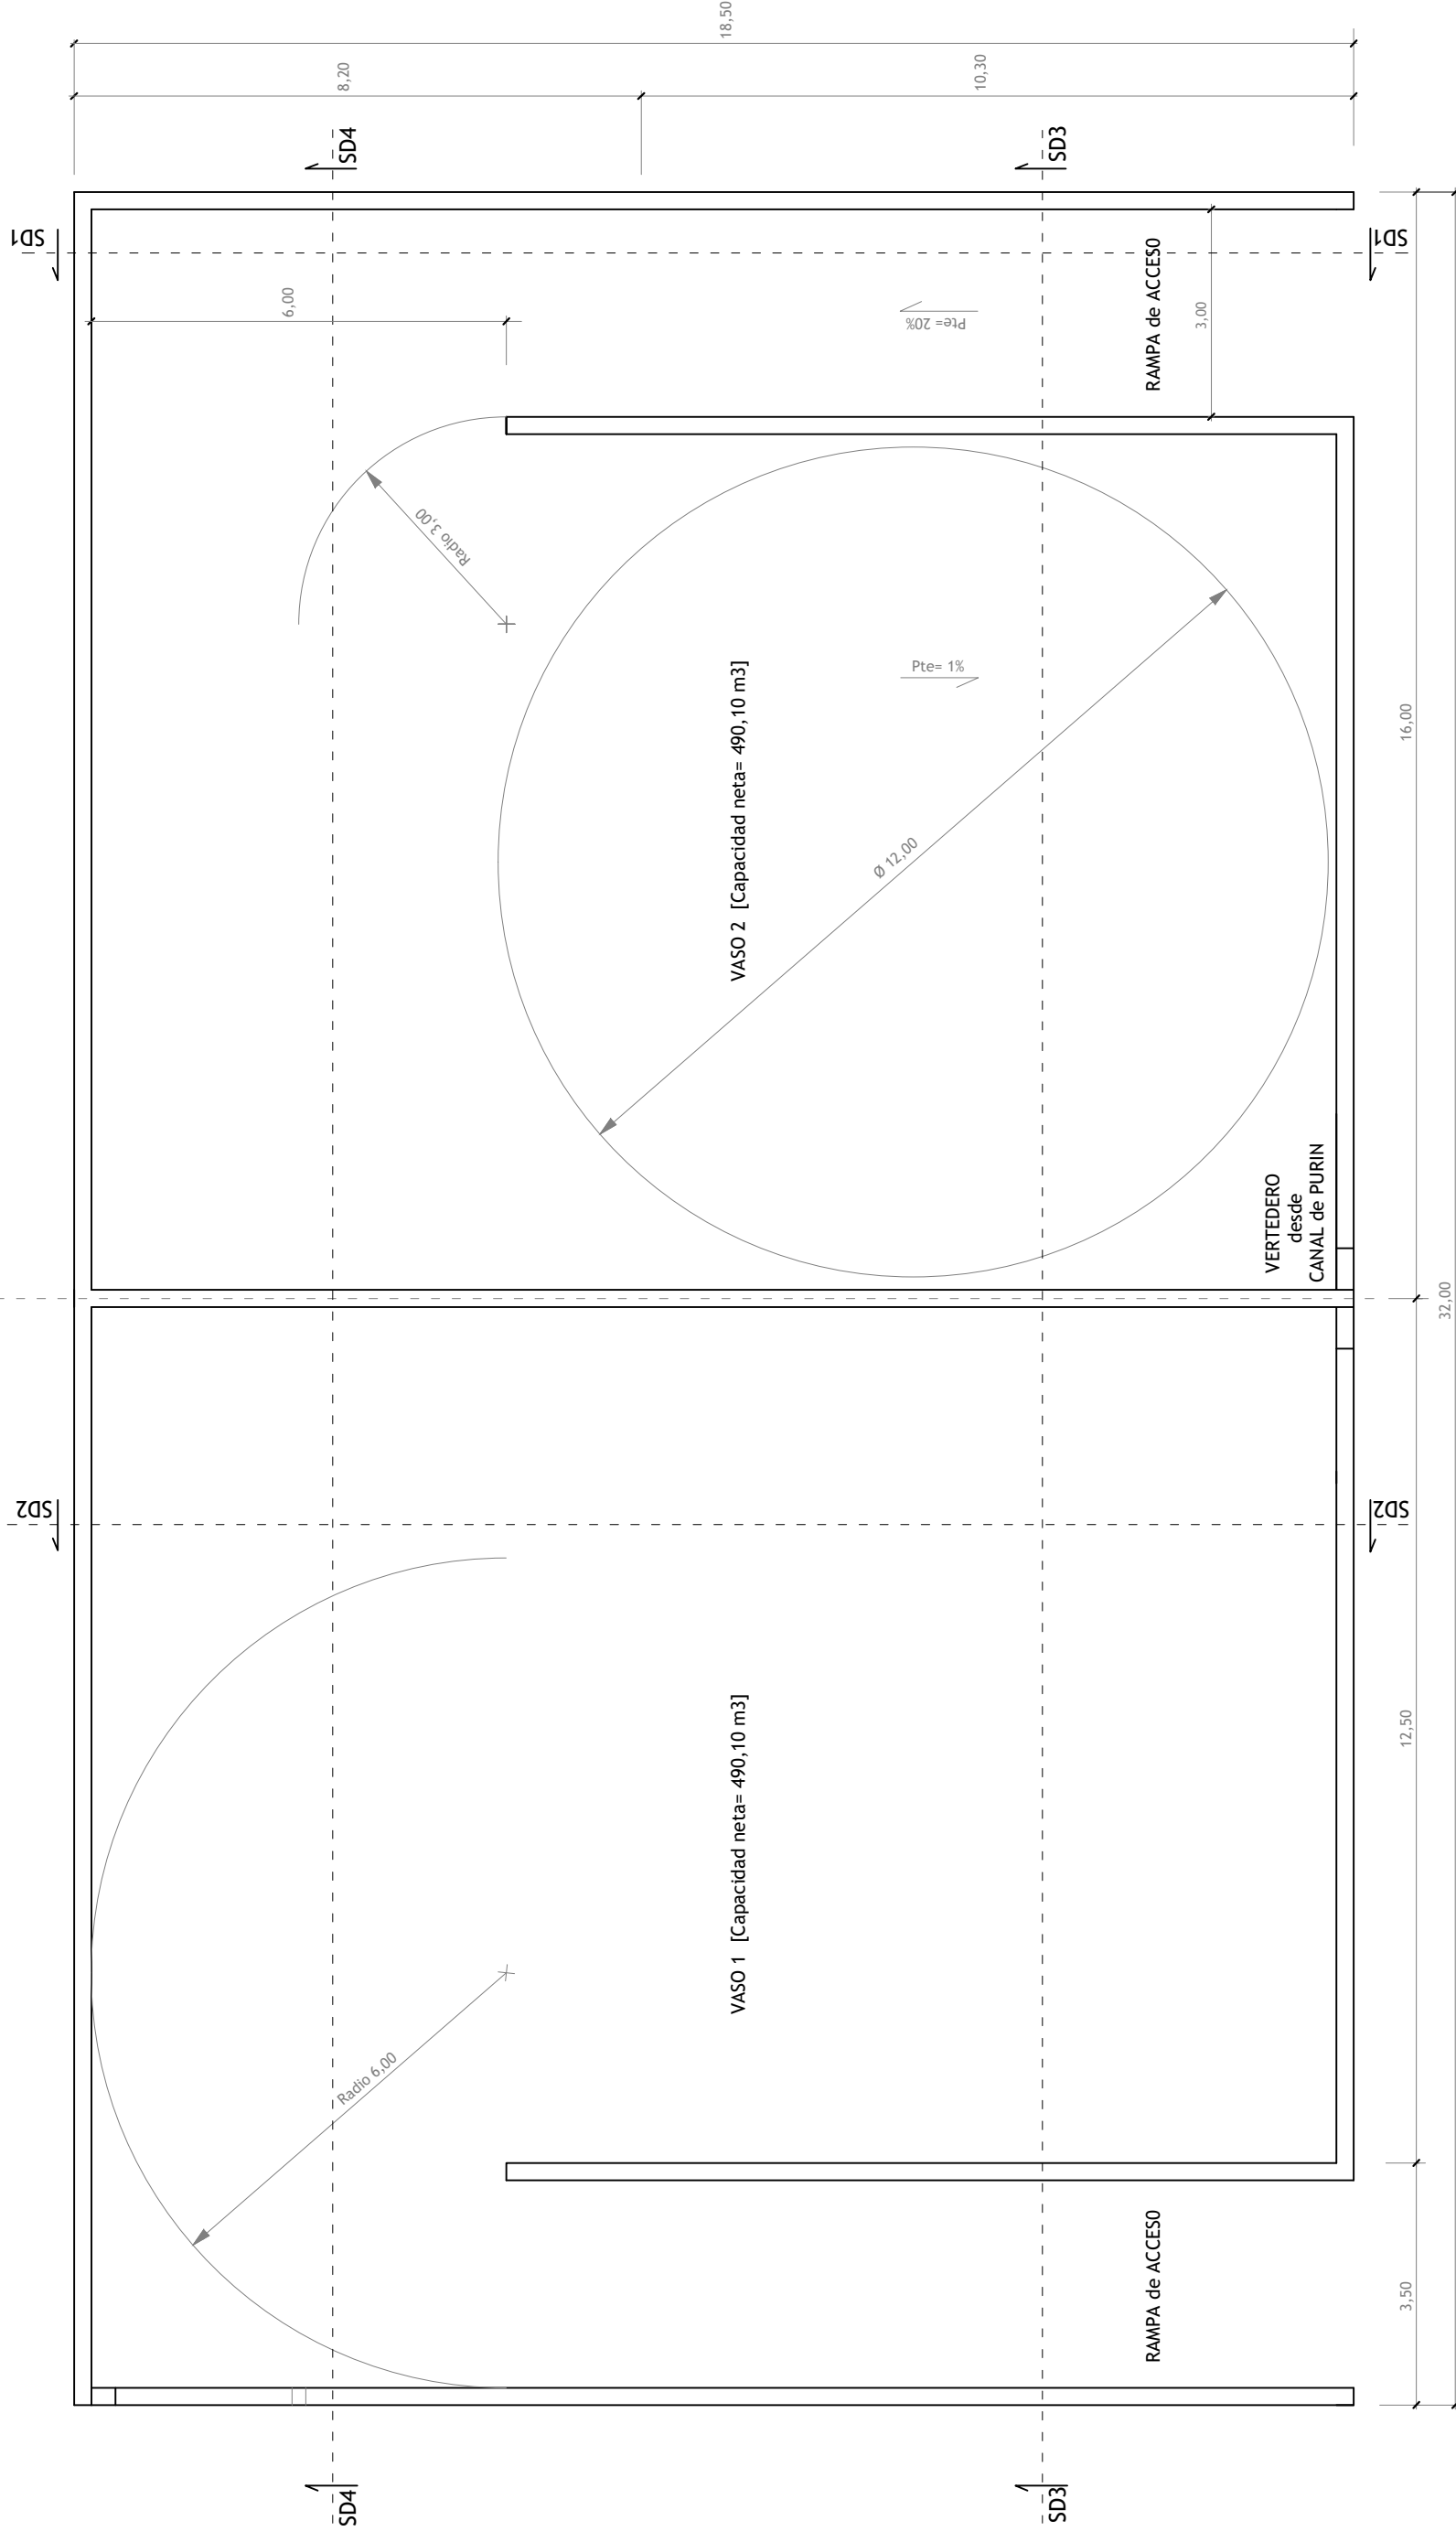 18,50
8,20
10,30
SD4
SD3
SD1
SD1
6,00
Pte= 20%
RAMPA de ACCESO
3,00
Radio 3,00
Pte= 1%
VASO 2 [Capacidad neta= 490,10 m3]
16,00
Ø 12,00
VERTEDERO
desde
CANAL de PURIN
32,00
SD2
SD2
VASO 1 [Capacidad neta= 490,10 m3]
12,50
Radio 6,00
RAMPA de ACCESO
3,50
SD4
SD3